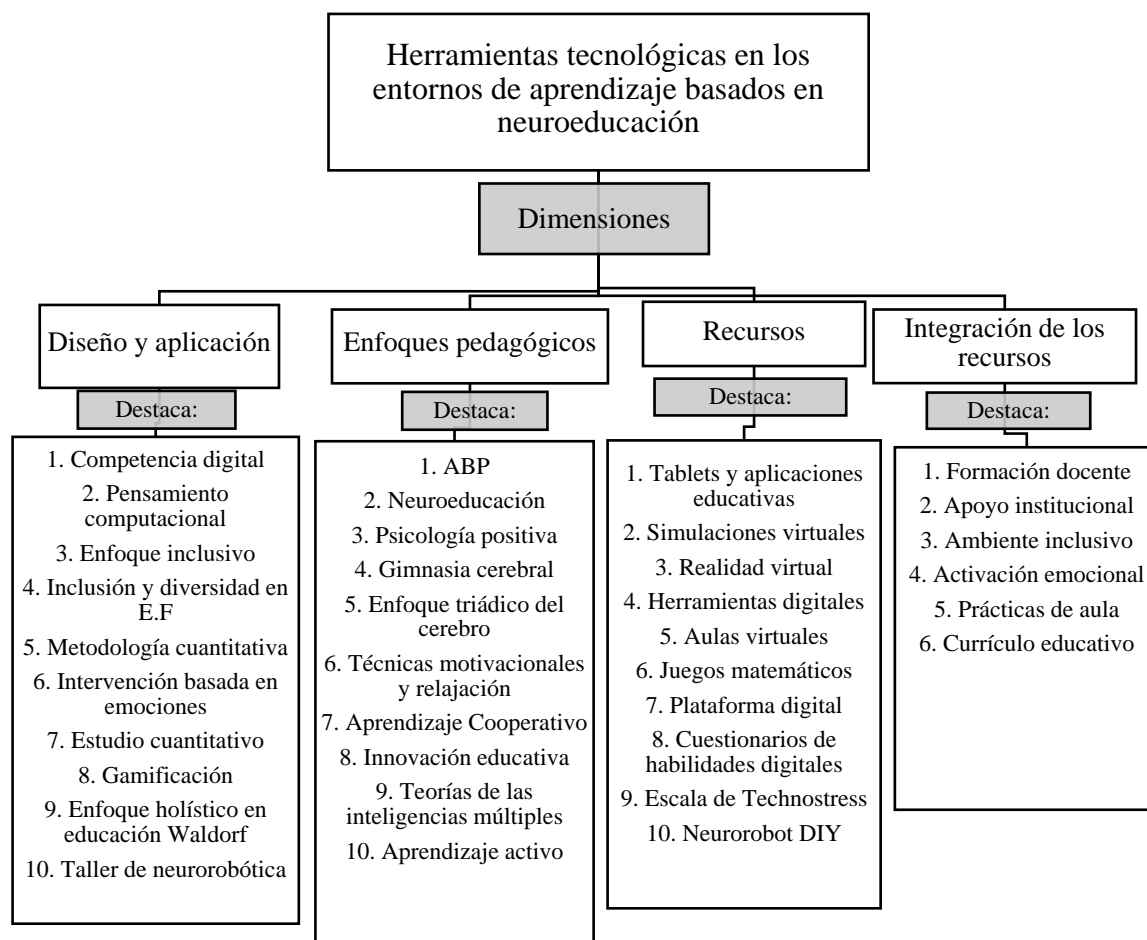 Herramientas tecnológicas en los
entornos de aprendizaje basados en
neuroeducación
Dimensiones
Diseño y aplicación
Destaca:
1. Competencia digital
2. Pensamiento
computacional
3. Enfoque inclusivo
4. Inclusión y diversidad en
E.F
5. Metodología cuantitativa
6. Intervención basada en
emociones
7. Estudio cuantitativo
8. Gamificación
9. Enfoque holístico en
educación Waldorf
10. Taller de neurorobótica
Enfoques pedagógicos
Destaca:
1. ABP
2. Neuroeducación
3. Psicología positiva
4. Gimnasia cerebral
5. Enfoque triádico del
cerebro
6. Técnicas motivacionales
y relajación
7. Aprendizaje Cooperativo
8. Innovación educativa
9. Teorías de las
inteligencias múltiples
10. Aprendizaje activo
Recursos
Destaca:
1. Tablets y aplicaciones
educativas
2. Simulaciones virtuales
3. Realidad virtual
4. Herramientas digitales
5. Aulas virtuales
6. Juegos matemáticos
7. Plataforma digital
8. Cuestionarios de
habilidades digitales
9. Escala de Technostress
10. Neurorobot DIY
Integración de los
recursos
Destaca:
1. Formación docente
2. Apoyo institucional
3. Ambiente inclusivo
4. Activación emocional
5. Prácticas de aula
6. Currículo educativo